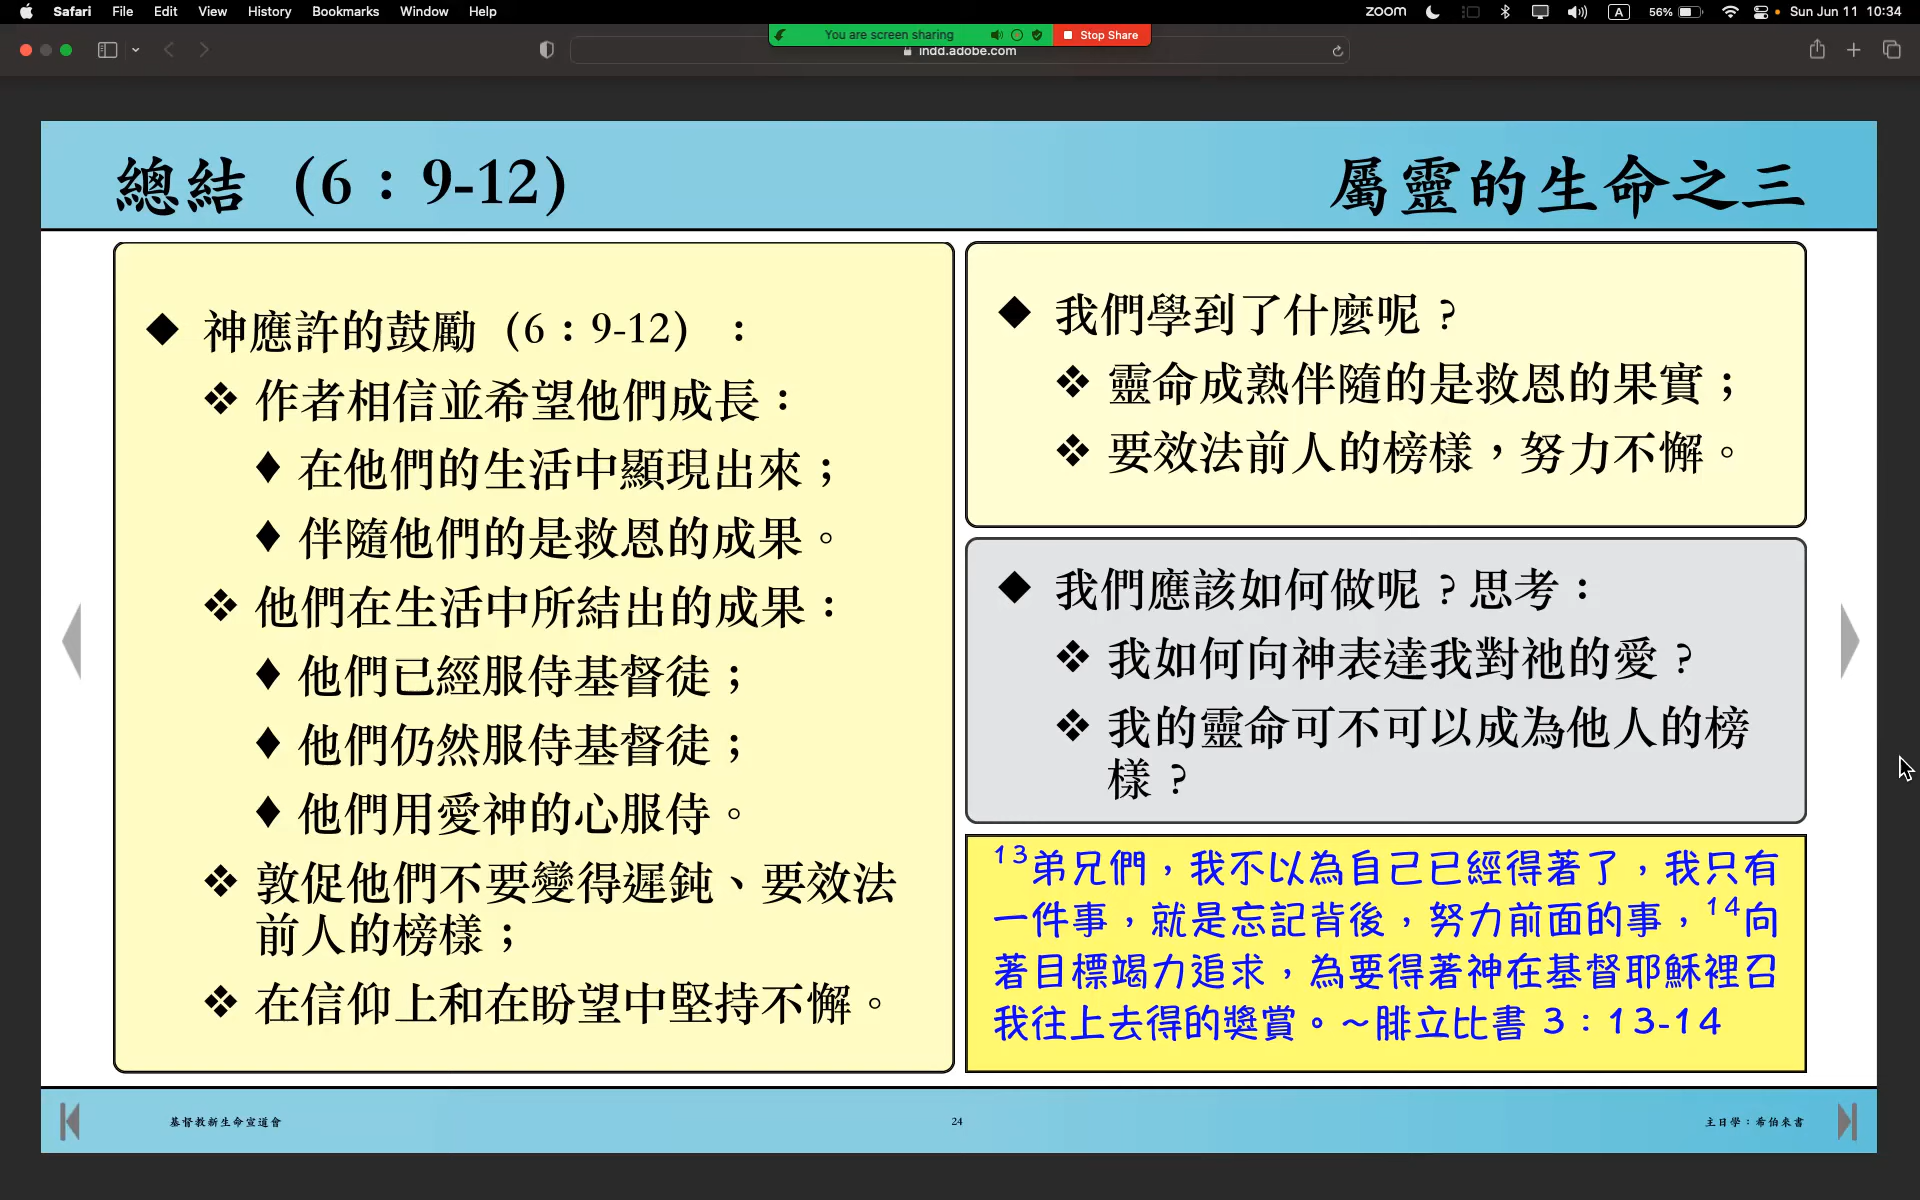 Safari File Edit View History Bookmarks Window Help
zoom A 56% Sun Jun 11 10:34
You are screen sharing Stop Share
indd.adobe.com
總結（6：9-12）
屬靈的生命之三
神應許的鼓勵（6：9-12）：
作者相信並希望他們成長：
在他們的生活中顯現出來；
伴隨他們的是救恩的成果。
他們在生活中所結出的成果：
他們已經服侍基督徒；
他們仍然服侍基督徒；
他們用愛神的心服侍。
敦促他們不要變得遲鈍、要效法
前人的榜樣；
在信仰上和在盼望中堅持不懈。
我們學到了什麼呢？
靈命成熟伴隨的是救恩的果實；
要效法前人的榜樣，努力不懈。
我們應該如何做呢？思考：
我如何向神表達我對祂的愛？
我的靈命可不可以成為他人的榜
樣？
13弟兄們，我不以為自己已經得著了，我只有
一件事，就是忘記背後，努力前面的事，14向
著目標竭力追求，為要得著神在基督耶穌裡召
我往上去得的獎賞。～腓立比書 3：13-14
基督教新生命宣道會
24
主日學：希伯來書